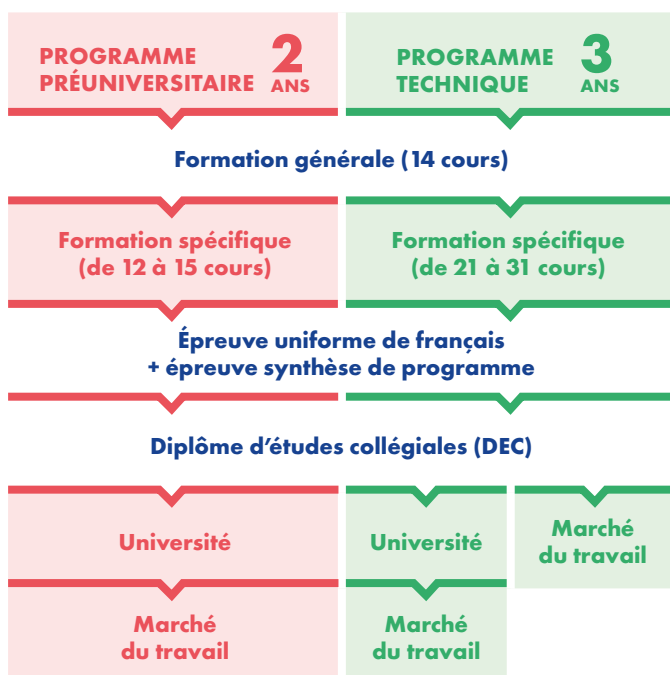 PROGRAMME
PRÉUNIVERSITAIRE
2
ANS
PROGRAMME
TECHNIQUE
3
ANS
Formation générale (14 cours)
Formation spécifique
(de 12 à 15 cours)
Formation spécifique
(de 21 à 31 cours)
Épreuve uniforme de français
+ épreuve synthèse de programme
Diplôme d'études collégiales (DEC)
Université
Université
Marché
du travail
Marché
du travail
Marché
du travail